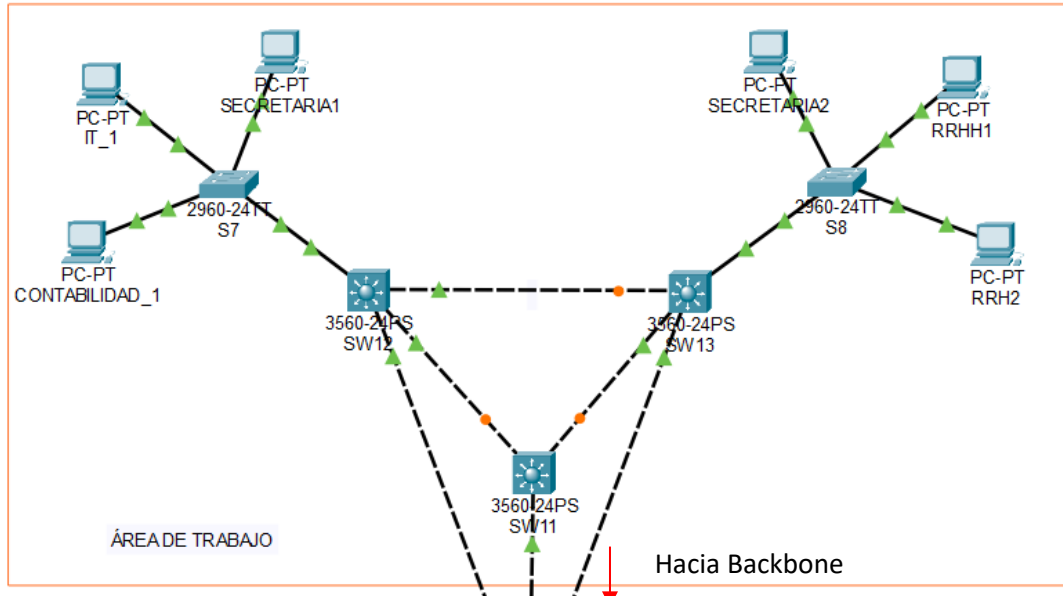 PC-PT
SECRETARIA1
PC-PT
IT_1
2960-24TT
S7
PC-PT
CONTABILIDAD_1
PC-PT
SECRETARIA2
PC-PT
RRHH1
2960-24TT
S8
PC-PT
RRH2
3560-24PS
SW12
3560-24PS
SW13
3560-24PS
SW11
ÁREA DE TRABAJO
Hacia Backbone